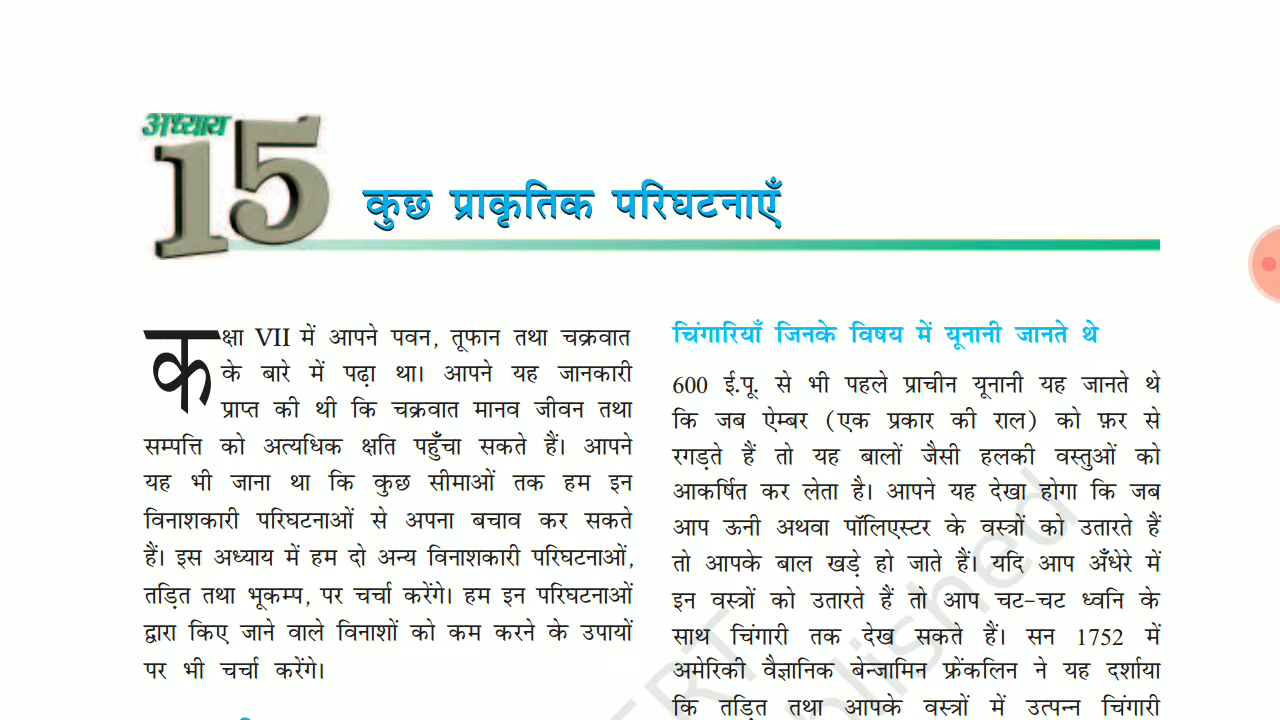 अध्याय
15
कुछ प्राकृतिक परिघटनाएँ
कक्षा VII में आपने पवन, तूफान तथा चक्रवात
के बारे में पढ़ा था। आपने यह जानकारी
प्राप्त की थी कि चक्रवात मानव जीवन तथा
सम्पत्ति को अत्यधिक क्षति पहुँचा सकते हैं। आपने
यह भी जाना था कि कुछ सीमाओं तक हम इन
विनाशकारी परिघटनाओं से अपना बचाव कर सकते
हैं। इस अध्याय में हम दो अन्य विनाशकारी परिघटनाओं,
तड़ित तथा भूकम्प, पर चर्चा करेंगे। हम इन परिघटनाओं
द्वारा किए जाने वाले विनाशों को कम करने के उपायों
पर भी चर्चा करेंगे।
चिंगारियाँ जिनके विषय में यूनानी जानते थे
600 ई.पू. से भी पहले प्राचीन यूनानी यह जानते थे
कि जब ऐम्बर (एक प्रकार की राल) को फ़र से
रगड़ते हैं तो यह बालों जैसी हलकी वस्तुओं को
आकर्षित कर लेता है। आपने यह देखा होगा कि जब
आप ऊनी अथवा पॉलिएस्टर के वस्त्रों को उतारते हैं
तो आपके बाल खड़े हो जाते हैं। यदि आप अँधेरे में
इन वस्त्रों को उतारते हैं तो आप चट-चट ध्वनि के
साथ चिंगारी तक देख सकते हैं। सन 1752 में
अमेरिकी वैज्ञानिक बेन्जामिन फ्रेंकलिन ने यह दर्शाया
कि तड़ित तथा आपके वस्त्रों में उत्पन्न चिंगारी